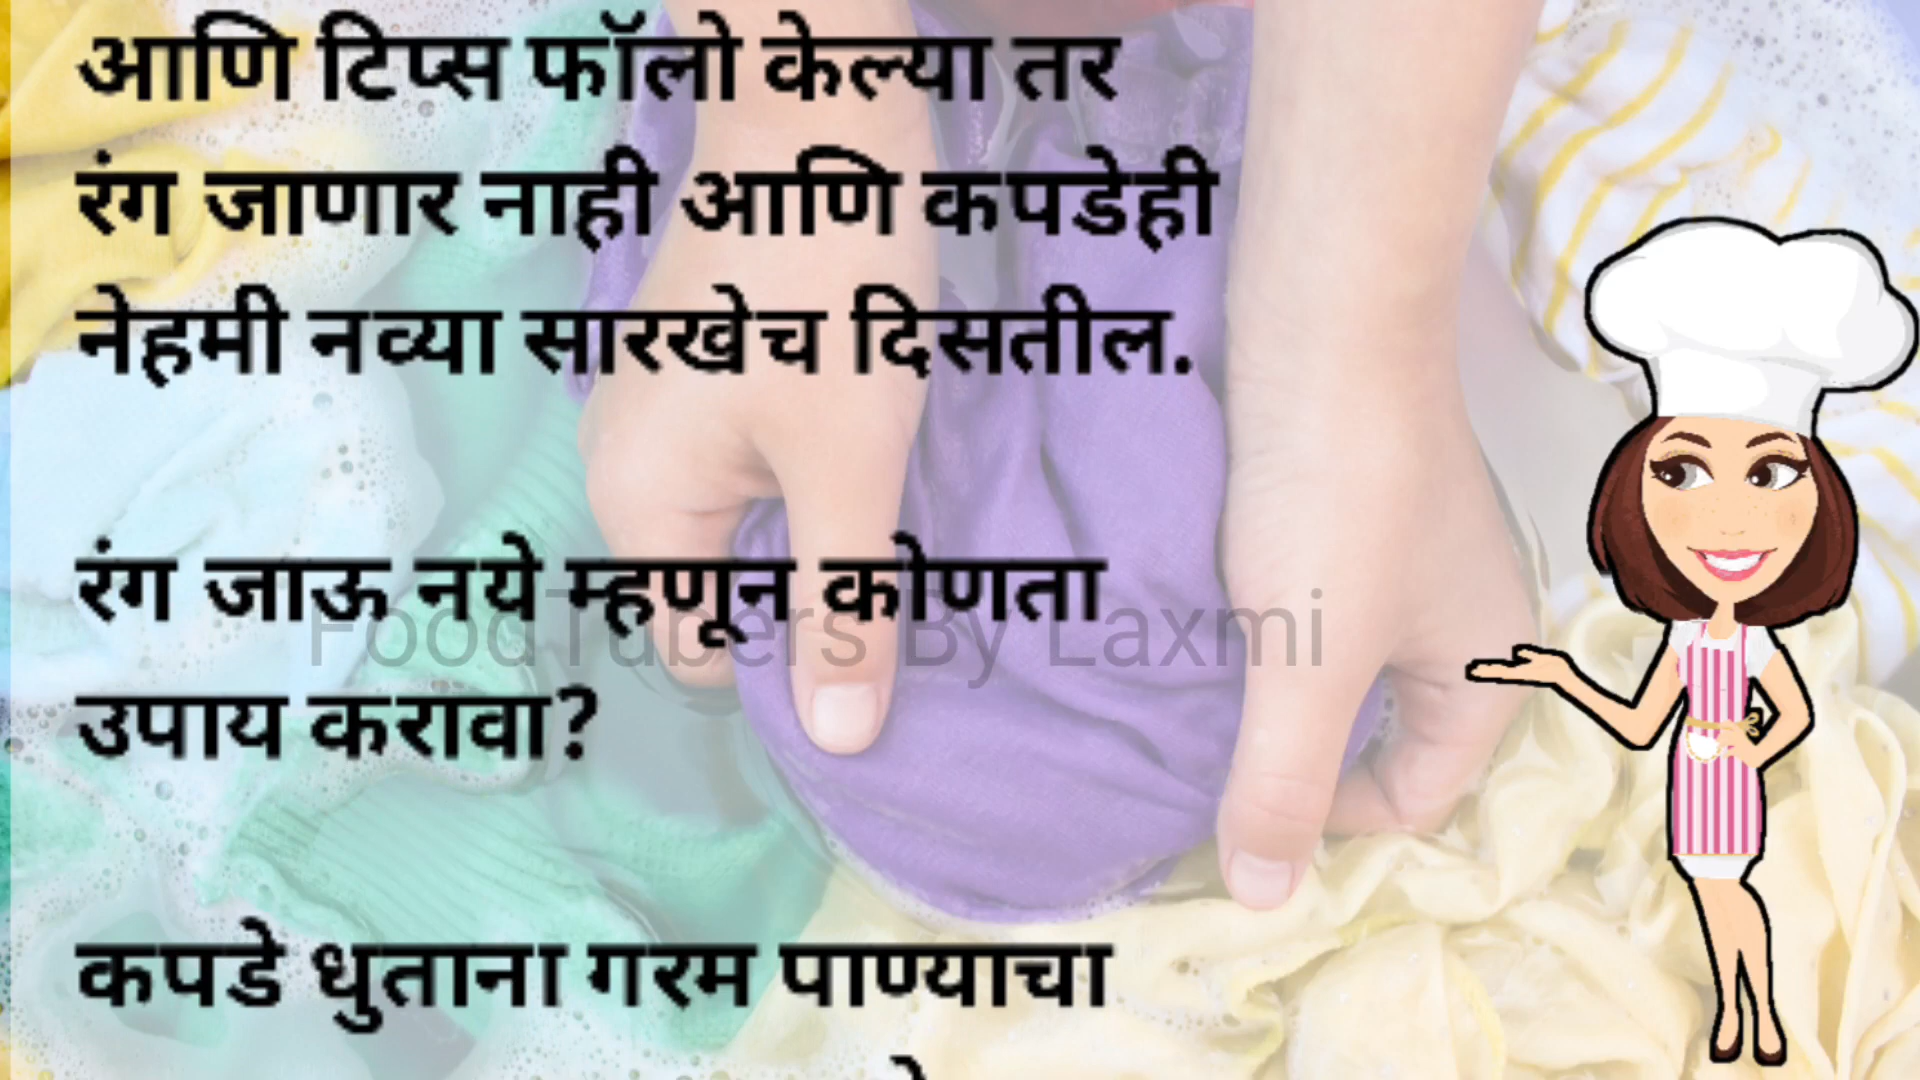 आणि टिप्स फॉलो केल्या तर
रंग जाणार नाही आणि कपडेही
नेहमी नव्या सारखेच दिसतील.
रंग जाऊ नये म्हणून कोणता
FoodTubers By Laxmi
उपाय करावा?
कपडे धुताना गरम पाण्याचा